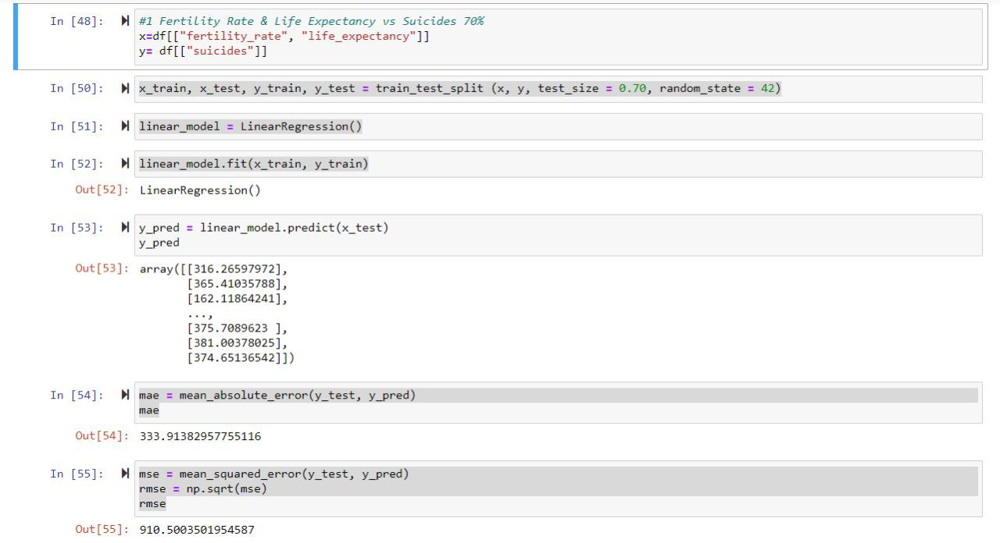 In [48]: #1 Fertility Rate & Life Expectancy vs Suicides 70%
x=df[["fertility_rate", "life_expectancy"]]
y= df[["suicides"]]
In [50]: x_train, x_test, y_train, y_test = train_test_split (x, y, test_size = 0.70, random_state = 42)
In [51]: linear_model = LinearRegression()
In [52]: linear_model.fit(x_train, y_train)
Out[52]: LinearRegression()
In [53]: y_pred = linear_model.predict(x_test)
y_pred
Out[53]: array([[316.26597972],
[365.41035788],
[162.11864241],
...,
[375.7089623 ],
[381.00378025],
[374.65136542]])
In [54]: mae = mean_absolute_error(y_test, y_pred)
mae
Out[54]: 333.91382957755116
In [55]: mse = mean_squared_error(y_test, y_pred)
rmse = np.sqrt(mse)
rmse
Out[55]: 910.5003501954587